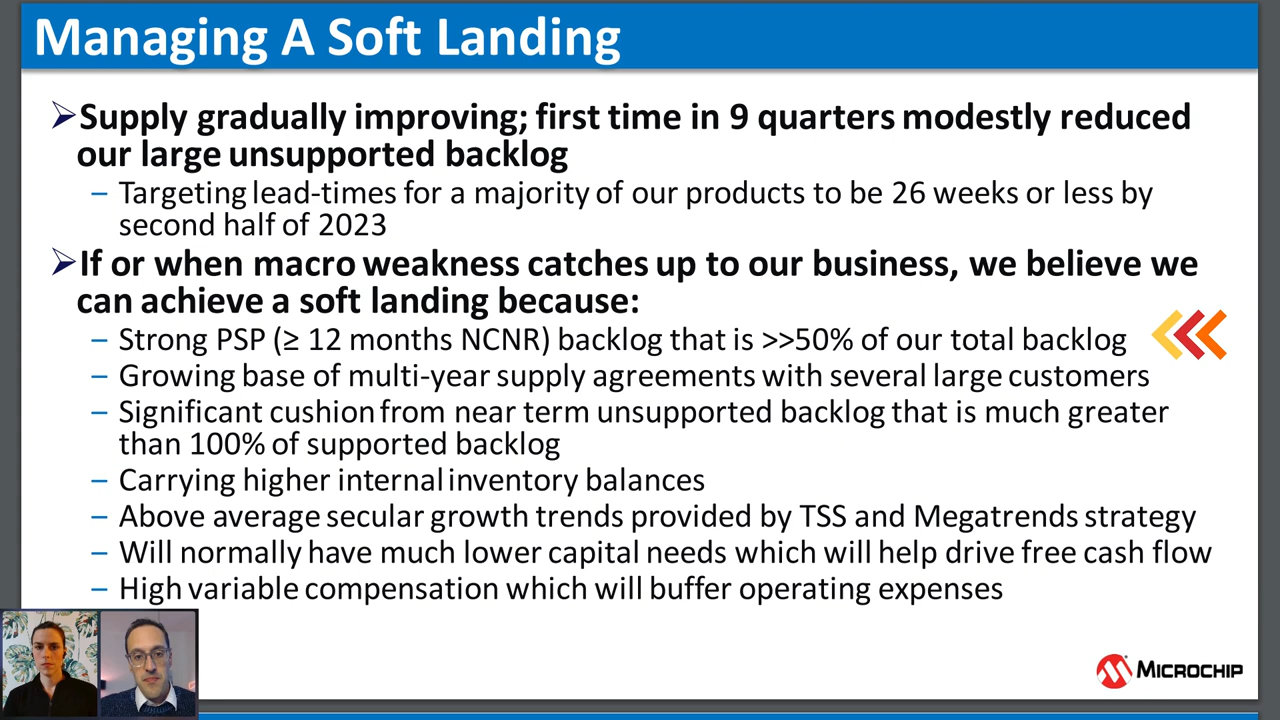 Managing A Soft Landing
➢Supply gradually improving; first time in 9 quarters modestly reduced
our large unsupported backlog
– Targeting lead-times for a majority of our products to be 26 weeks or less by
second half of 2023
➢If or when macro weakness catches up to our business, we believe we
can achieve a soft landing because:
– Strong PSP (≥ 12 months NCNR) backlog that is >>50% of our total backlog
– Growing base of multi-year supply agreements with several large customers
– Significant cushion from near term unsupported backlog that is much greater
than 100% of supported backlog
– Carrying higher internal inventory balances
– Above average secular growth trends provided by TSS and Megatrends strategy
– Will normally have much lower capital needs which will help drive free cash flow
– High variable compensation which will buffer operating expenses
MICROCHIP